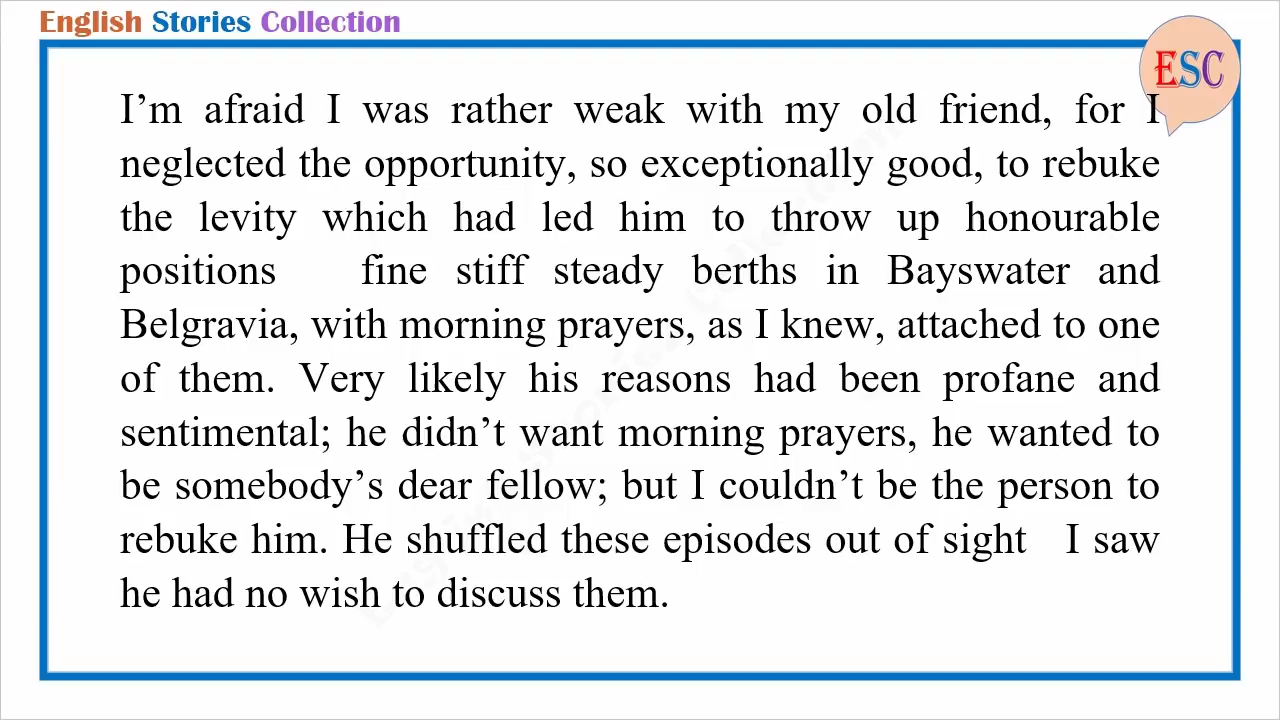 English Stories Collection
ESC
I’m afraid I was rather weak with my old friend, for I
neglected the opportunity, so exceptionally good, to rebuke
the levity which had led him to throw up honourable
positions fine stiff steady berths in Bayswater and
Belgravia, with morning prayers, as I knew, attached to one
of them. Very likely his reasons had been profane and
sentimental; he didn’t want morning prayers, he wanted to
be somebody’s dear fellow; but I couldn’t be the person to
rebuke him. He shuffled these episodes out of sight I saw
he had no wish to discuss them.